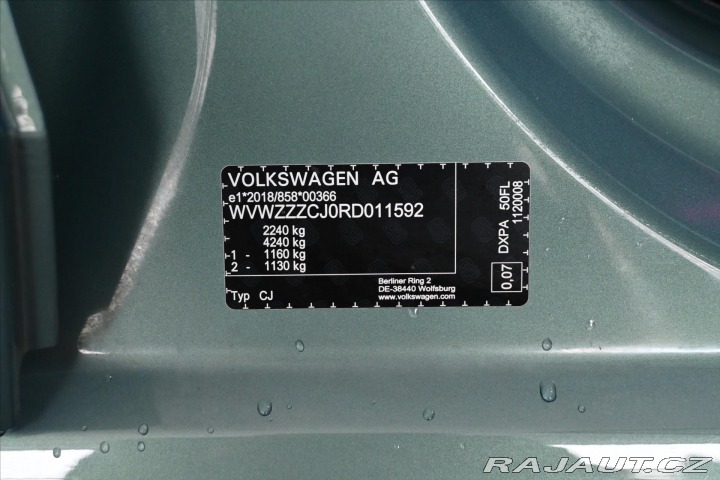 VOLKSWAGEN AG
e1*2018/858*00366
WVWZZZCJ0RD011592
2240 kg
4240 kg
1 - 1160 kg
2 - 1130 kg
Berliner Ring 2
DE-38440 Wolfsburg
www.volkswagen.com
Typ CJ
DXPA 50FL
1120008
0,07
RAJAUT.CZ